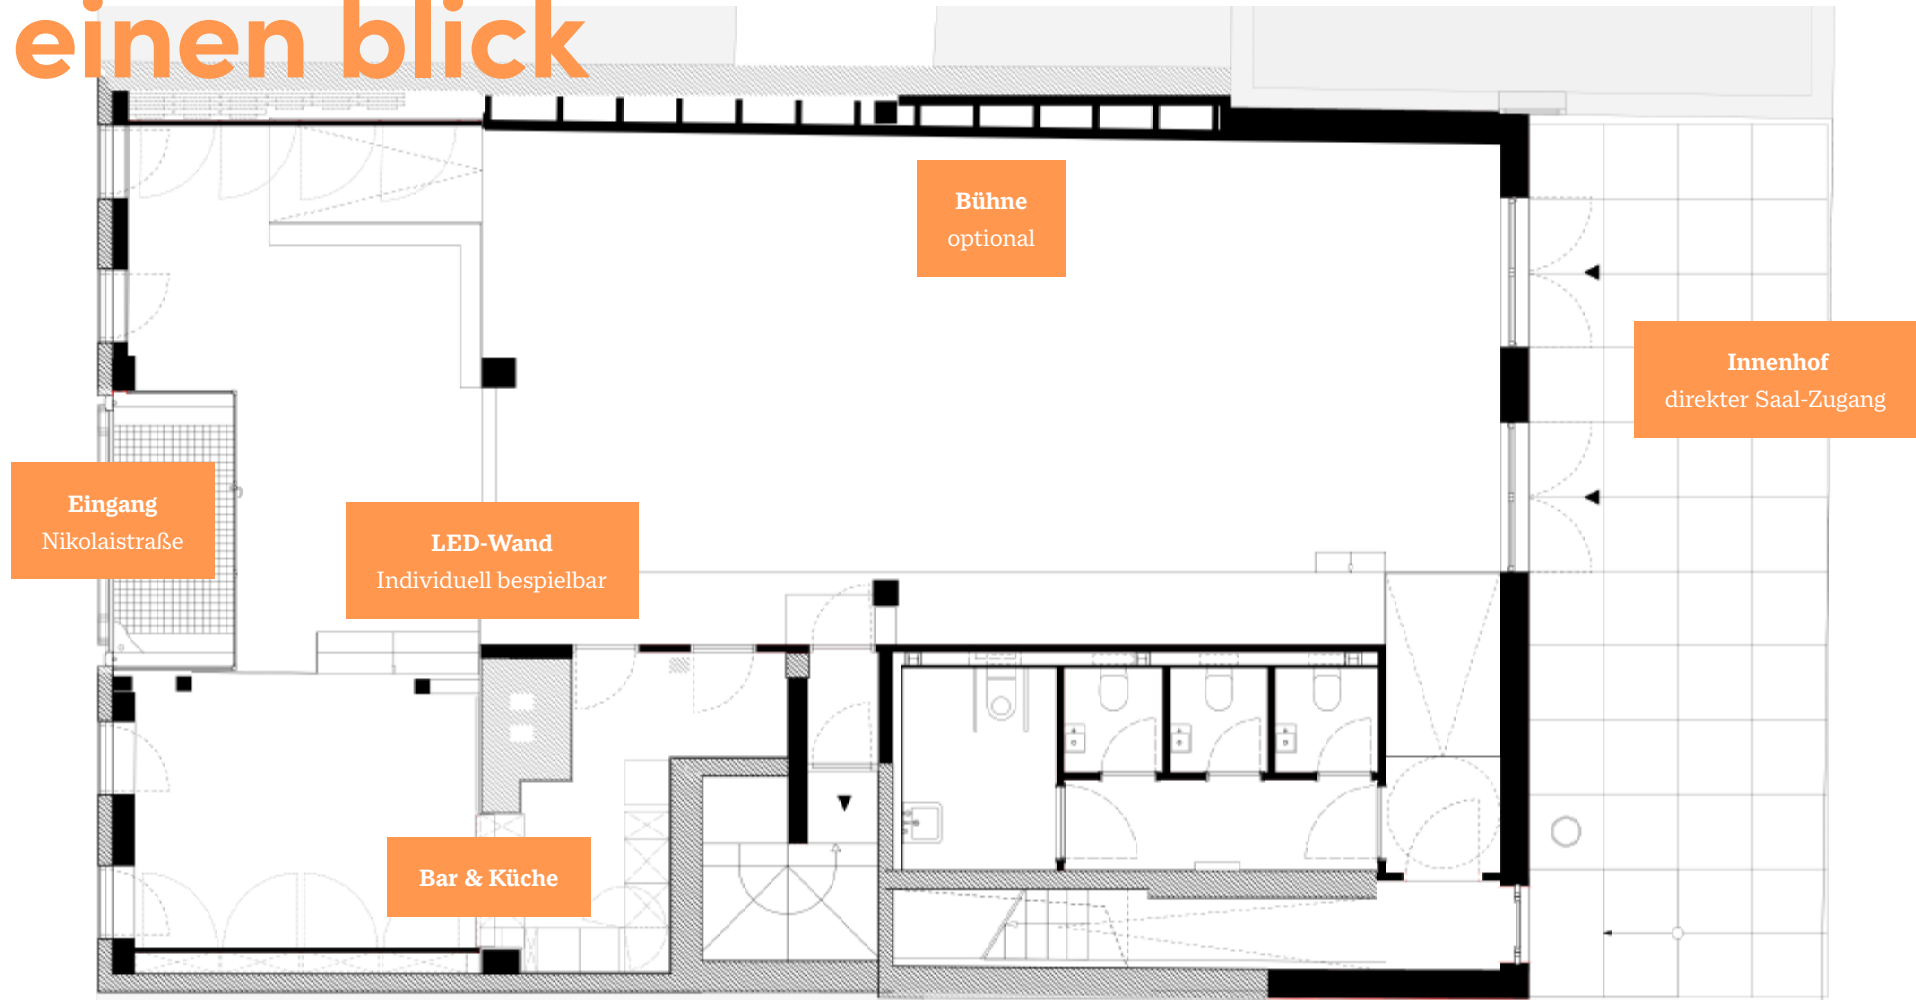 einen blick
Bühne
optional
Innenhof
direkter Saal-Zugang
Eingang
Nikolaistraße
LED-Wand
Individuell bespielbar
Bar & Küche